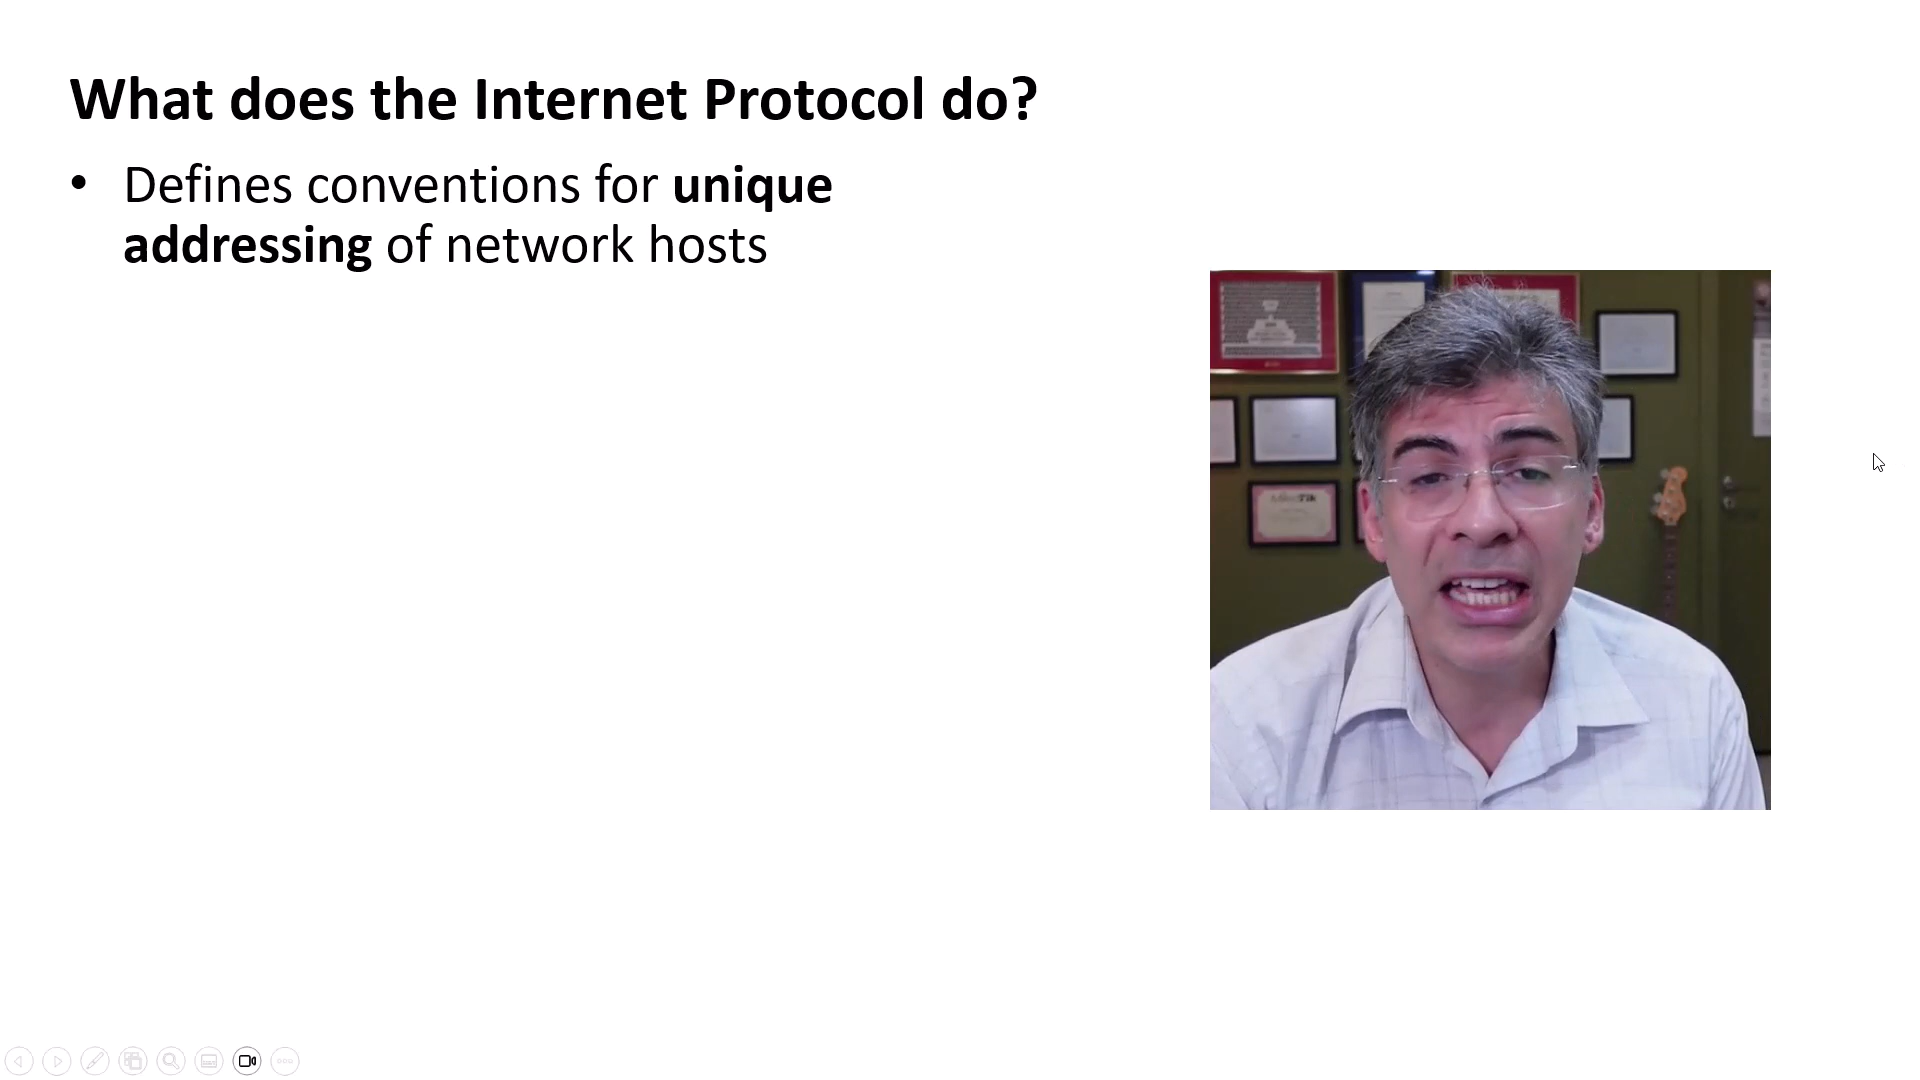 What does the Internet Protocol do?
• Defines conventions for unique
addressing of network hosts